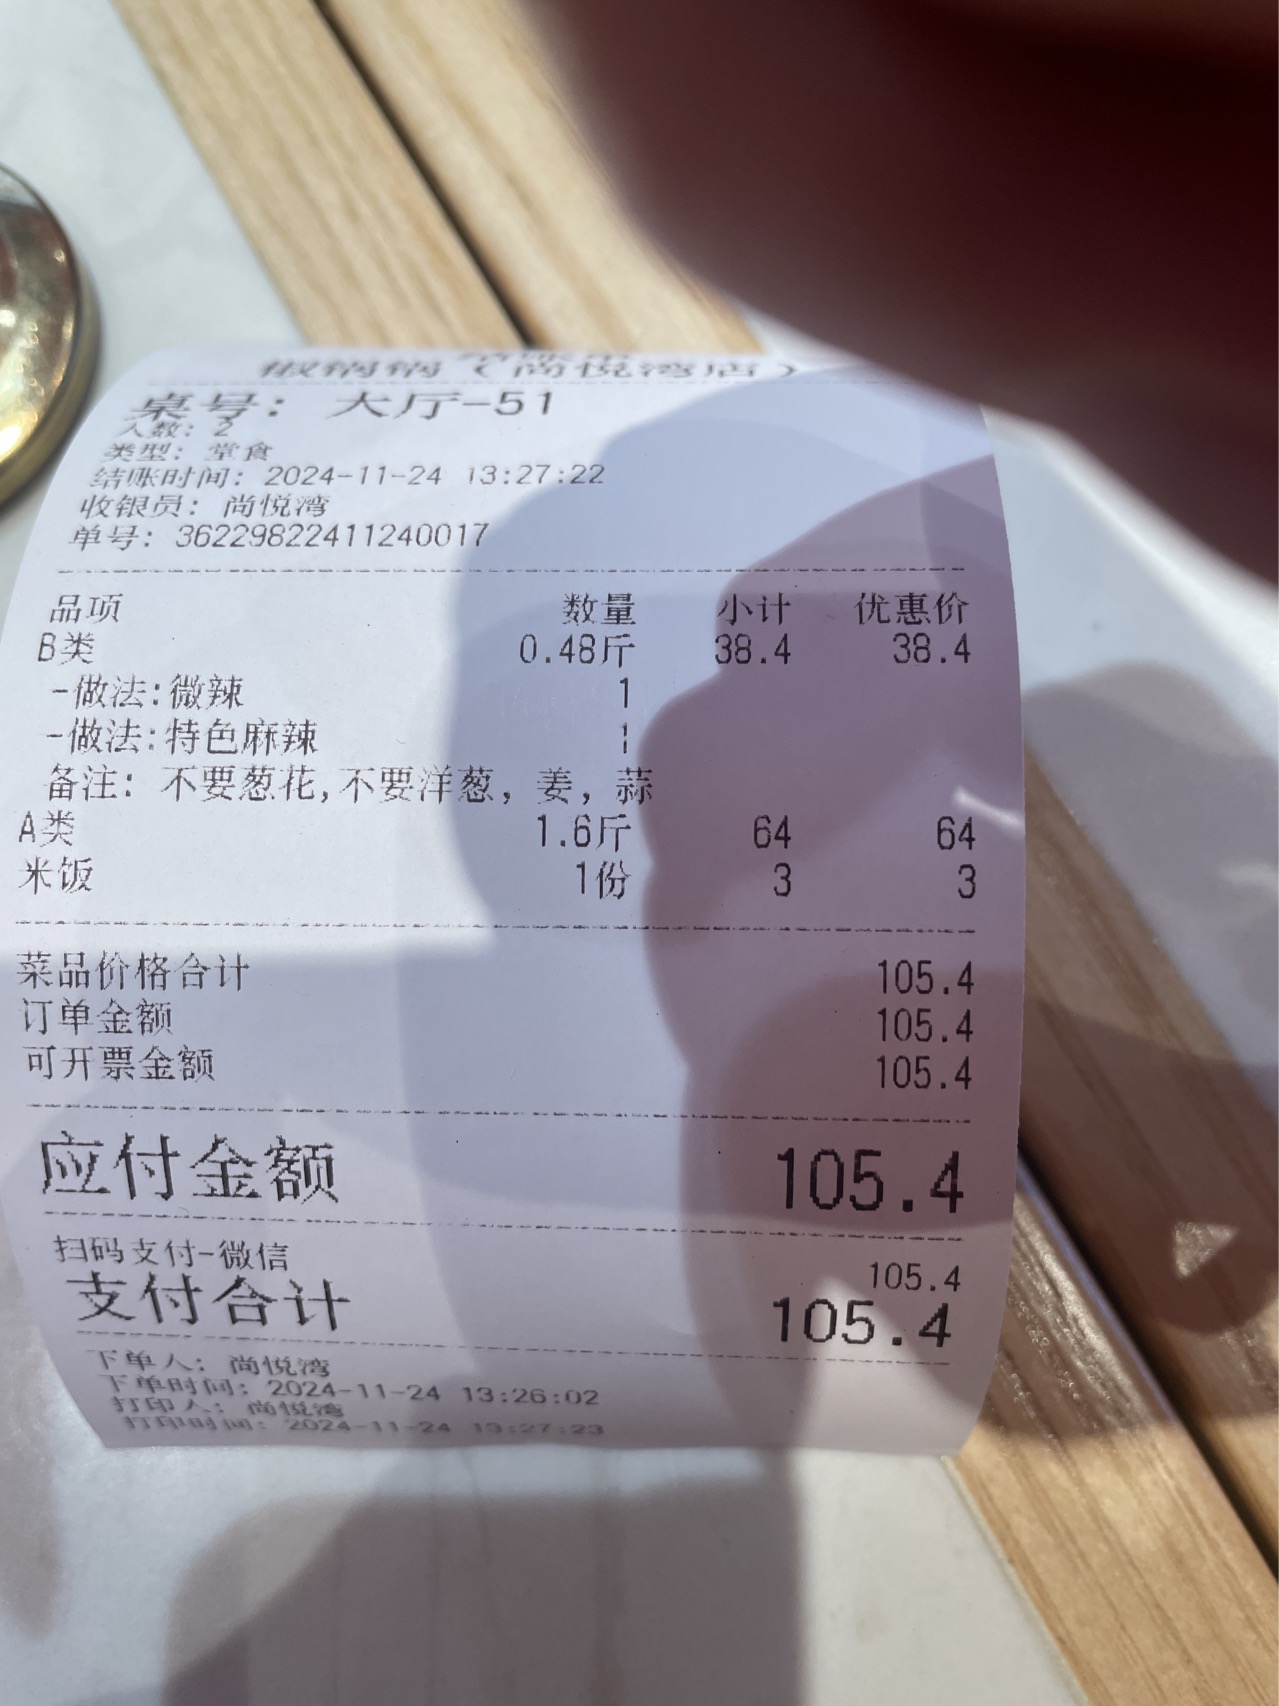 椒锅锅（尚悦湾店）
桌号： 大厅-51
人数：2
类型：堂食
结账时间：2024-11-24 13:27:22
收银员：尚悦湾
单号：36229822411240017
品项 数量 小计 优惠价
B类 0.48斤 38.4 38.4
-做法:微辣 1
-做法:特色麻辣 1
备注：不要葱花,不要洋葱，姜，蒜
A类 1.6斤 64 64
米饭 1份 3 3
菜品价格合计 105.4
订单金额 105.4
可开票金额 105.4
应付金额 105.4
扫码支付-微信 105.4
支付合计 105.4
下单人：尚悦湾
下单时间：2024-11-24 13:26:02
打印人：尚悦湾
打印时间：2024-11-24 13:27:23